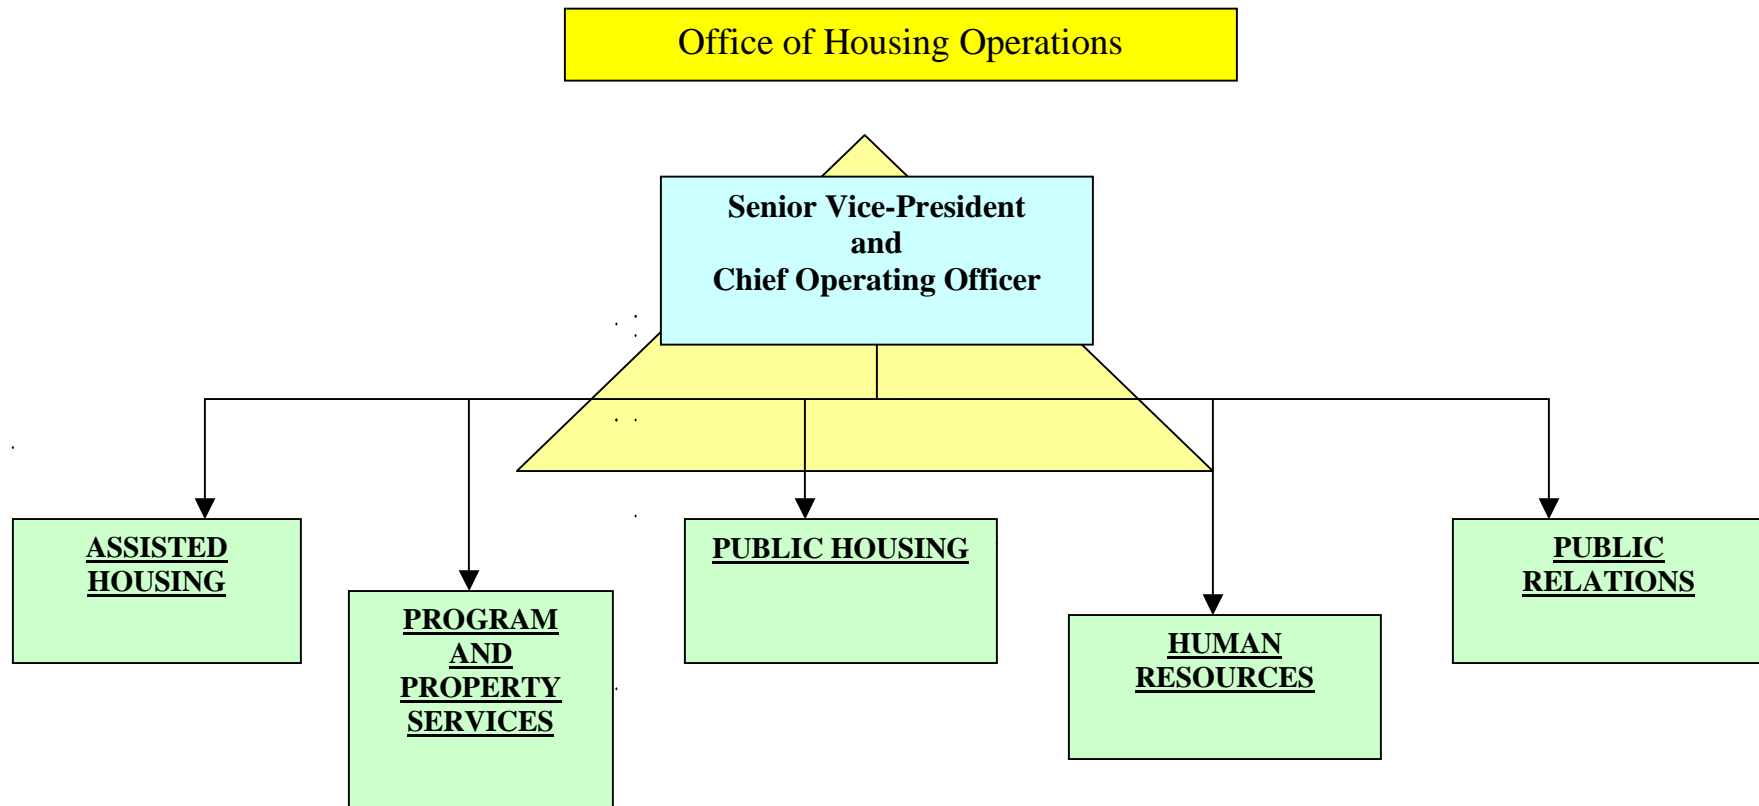 Office of Housing Operations
Senior Vice-President
and
Chief Operating Officer
ASSISTED
HOUSING
PROGRAM
AND
PROPERTY
SERVICES
PUBLIC HOUSING
HUMAN
RESOURCES
PUBLIC
RELATIONS